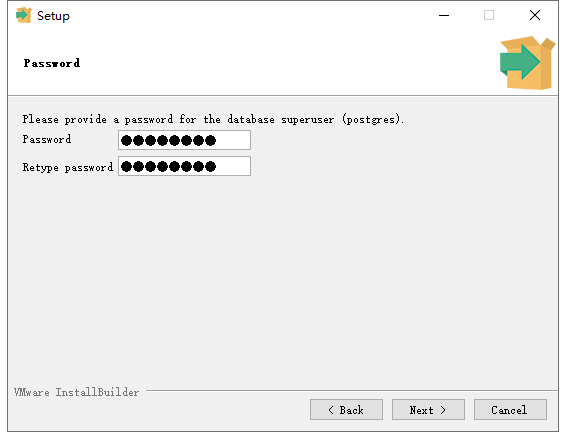 Setup
Password
Please provide a password for the database superuser (postgres).
Password ●●●●●●●●
Retype password ●●●●●●●●
VMware InstallBuilder
< Back Next > Cancel